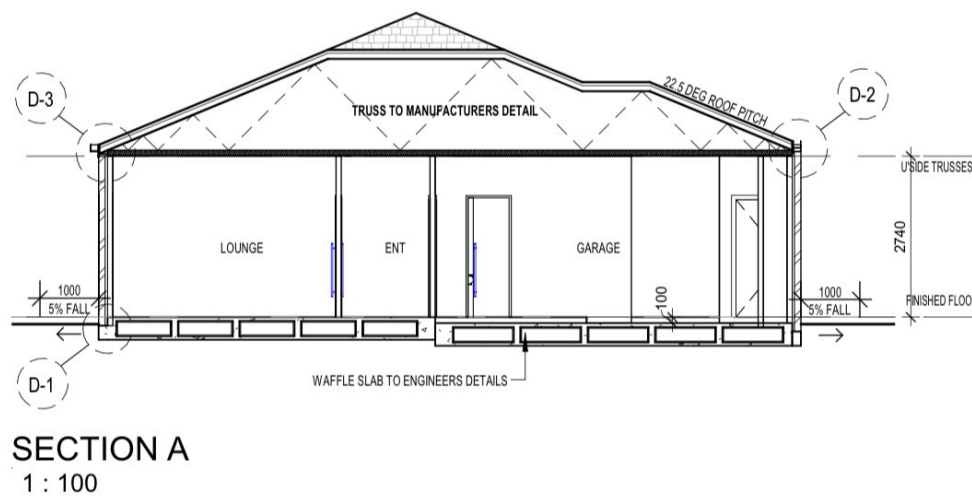 D-3
D-2
22.5 DEG ROOF PITCH
TRUSS TO MANUFACTURERS DETAIL
U'SIDE TRUSSES
LOUNGE
ENT
GARAGE
2740
1000
5% FALL
100
1000
5% FALL
FINISHED FLOO
D-1
WAFFLE SLAB TO ENGINEERS DETAILS
SECTION A
1 : 100